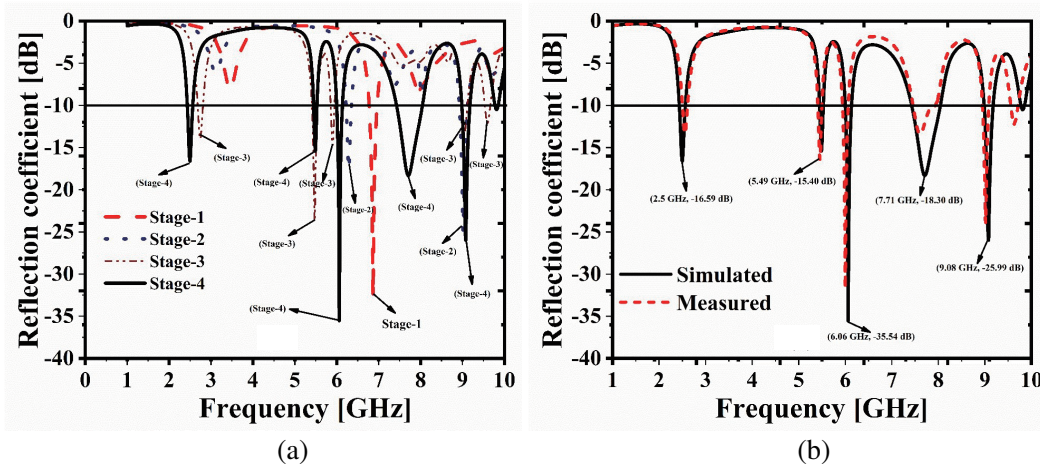 Reflection coefficient [dB]
0
-5
-10
-15
-20
-25
-30
-35
-40
(Stage-4)
(Stage-3)
(Stage-4)
(Stage-3)
(Stage-3)
(Stage-2)
(Stage-4)
(Stage-3)
(Stage-3)
(Stage-2)
(Stage-4)
(Stage-4)
Stage-1
Stage-1
Stage-2
Stage-3
Stage-4
0 1 2 3 4 5 6 7 8 9 10
Frequency [GHz]
(a)
Reflection coefficient [dB]
0
-5
-10
-15
-20
-25
-30
-35
-40
(2.5 GHz, -16.59 dB)
(5.49 GHz, -15.40 dB)
(7.71 GHz, -18.30 dB)
(9.08 GHz, -25.99 dB)
(6.06 GHz, -35.54 dB)
Simulated
Measured
1 2 3 4 5 6 7 8 9 10
Frequency [GHz]
(b)